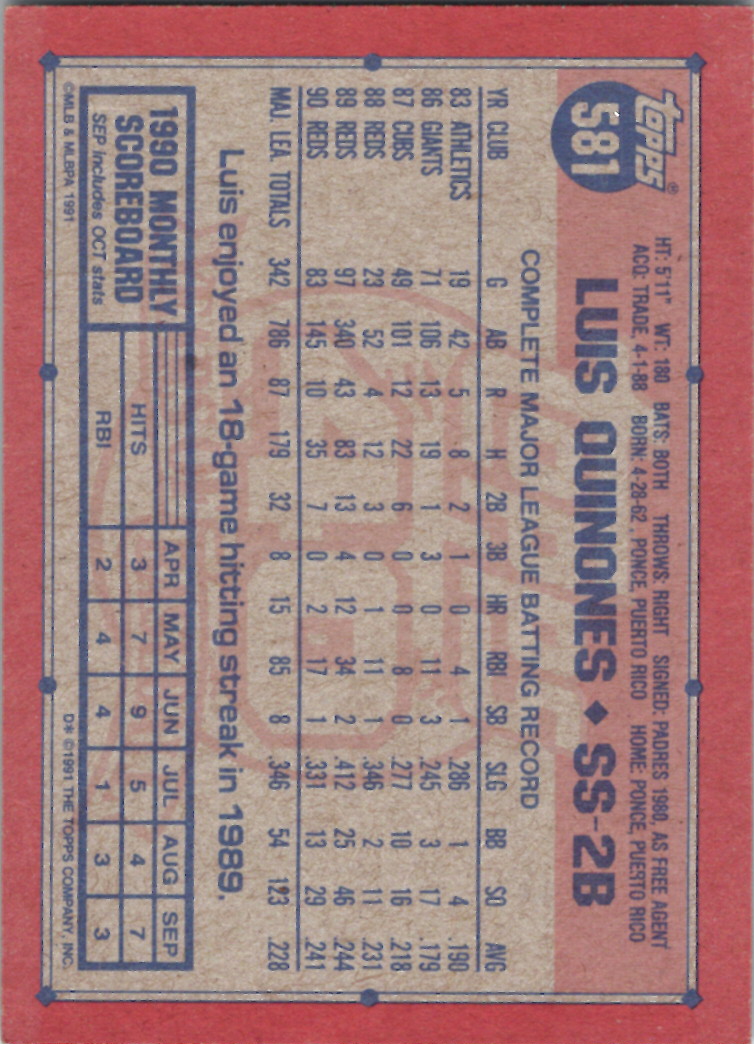 topps®
581
HT: 5'11" WT: 180 BATS: BOTH THROWS: RIGHT SIGNED: PADRES 1980, AS FREE AGENT
ACQ: TRADE, 4-1-88 BORN: 4-28-62, PONCE, PUERTO RICO HOME: PONCE, PUERTO RICO
LUIS QUINONES ◆ SS-2B
COMPLETE MAJOR LEAGUE BATTING RECORD
YR CLUB G AB R H 2B 3B HR RBI SB SLG BB SO AVG
83 ATHLETICS 19 42 5 8 2 1 0 4 1 .286 1 4 .190
86 GIANTS 71 106 13 19 1 3 0 11 3 .245 3 17 .179
87 CUBS 49 101 12 22 6 0 0 8 0 .277 10 16 .218
88 REDS 23 52 4 12 3 0 1 11 1 .346 2 11 .231
89 REDS 97 340 43 83 13 4 12 34 2 .412 25 46 .244
90 REDS 83 145 10 35 7 0 2 17 1 .331 13 29 .241
MAJ. LEA. TOTALS 342 786 87 179 32 8 15 85 8 .346 54 123 .228
Luis enjoyed an 18-game hitting streak in 1989.
1990 MONTHLY
SCOREBOARD
SEP includes OCT stats
APR MAY JUN JUL AUG SEP
HITS 3 7 9 5 4 7
RBI 2 4 4 1 3 3
©MLB & MLBPA 1991
D* ©1991 THE TOPPS COMPANY, INC.